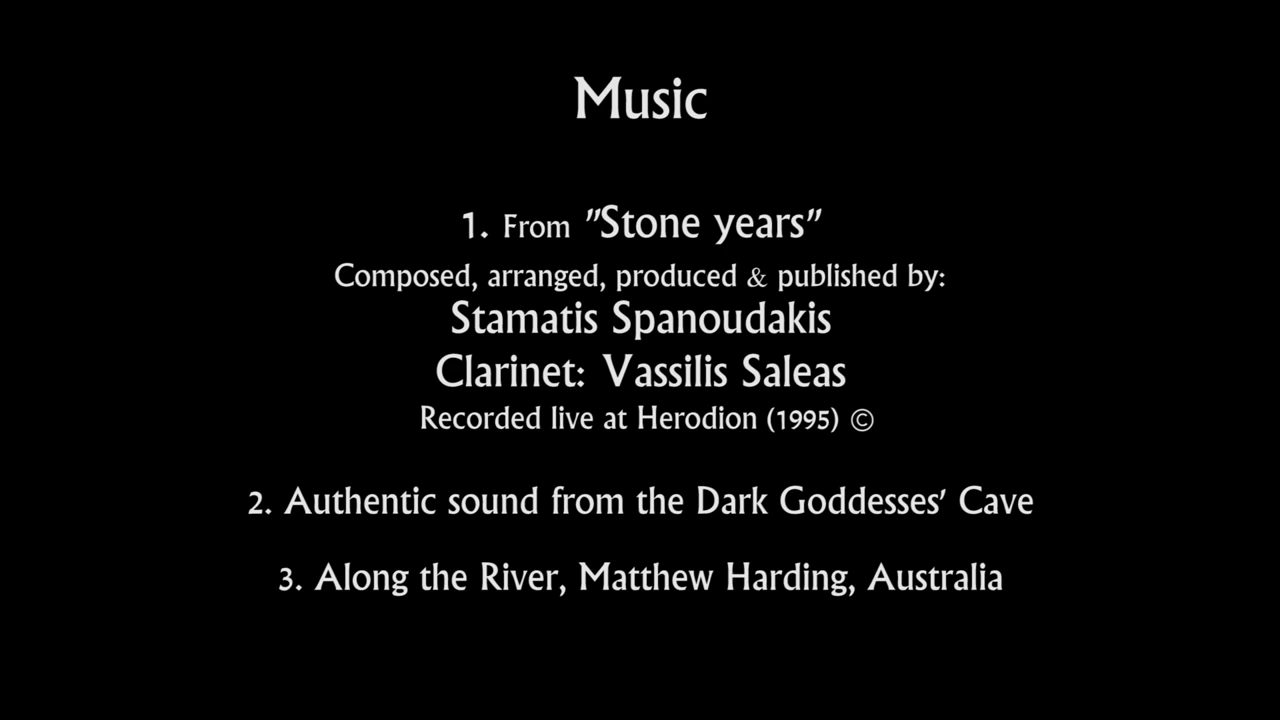 Music
1. From "Stone years"
Composed, arranged, produced & published by:
Stamatis Spanoudakis
Clarinet: Vassilis Saleas
Recorded live at Herodion (1995) ©
2. Authentic sound from the Dark Goddesses' Cave
3. Along the River, Matthew Harding, Australia